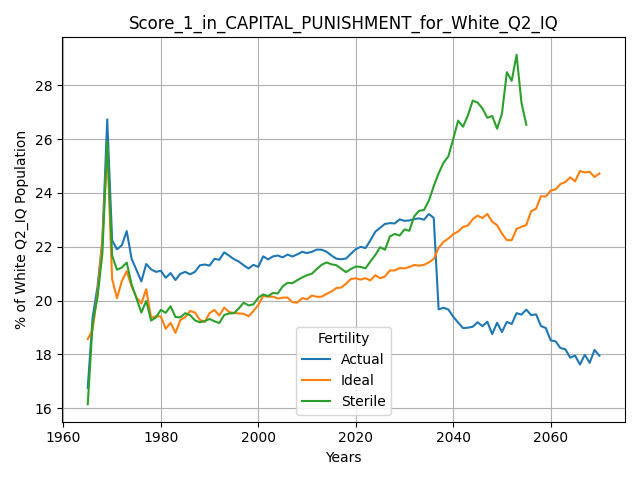 Score_1_in_CAPITAL_PUNISHMENT_for_White_Q2_IQ
% of White Q2_IQ Population
28
26
24
22
20
18
16
Fertility
Actual
Ideal
Sterile
1960
1980
2000
2020
2040
2060
Years